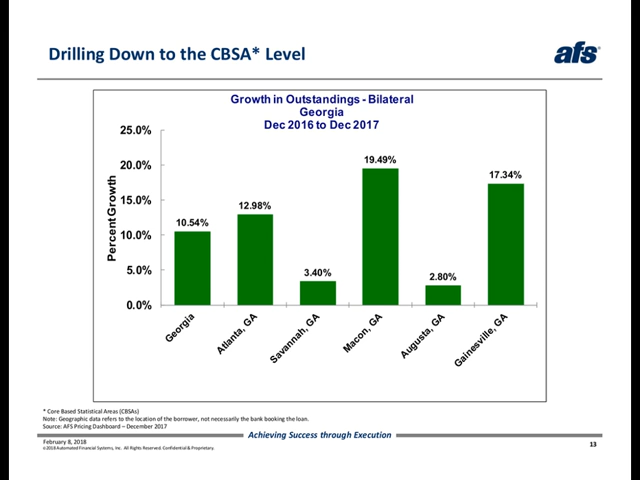 Drilling Down to the CBSA* Level
afs
Growth in Outstandings - Bilateral
Georgia
Dec 2016 to Dec 2017
Percent Growth
25.0%
20.0%
15.0%
10.0%
5.0%
0.0%
10.54%
12.98%
3.40%
19.49%
2.80%
17.34%
Georgia
Atlanta, GA
Savannah, GA
Macon, GA
Augusta, GA
Gainesville, GA
* Core Based Statistical Areas (CBSAs)
Note: Geographic data refers to the location of the borrower, not necessarily the bank booking the loan.
Source: AFS Pricing Dashboard – December 2017
Achieving Success through Execution
February 8, 2018
©2018 Automated Financial Systems, Inc. All Rights Reserved. Confidential & Proprietary.
13